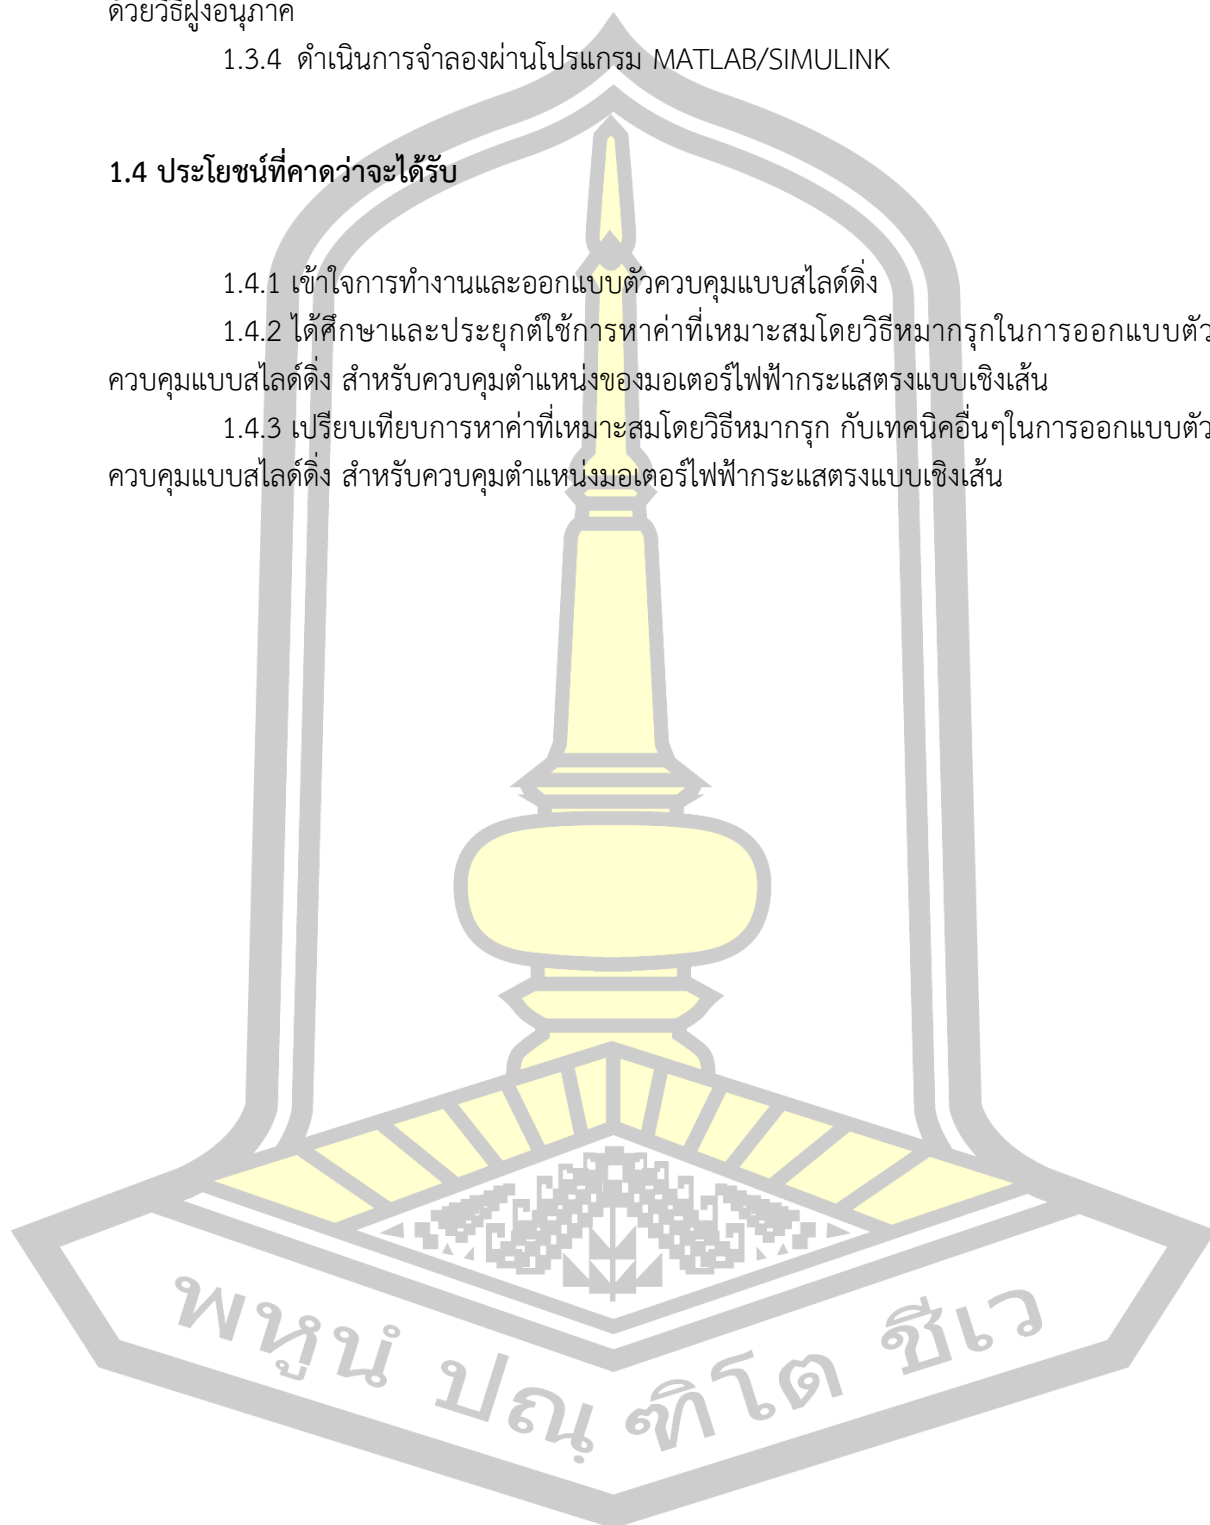 ด้วยวิธีฝูงอนุภาค
1.3.4 ดำเนินการจำลองผ่านโปรแกรม MATLAB/SIMULINK
1.4 ประโยชน์ที่คาดว่าจะได้รับ
1.4.1 เข้าใจการทำงานและออกแบบตัวควบคุมแบบสไลด์ดิ่ง
1.4.2 ได้ศึกษาและประยุกต์ใช้การหาค่าที่เหมาะสมโดยวิธีหมากรุกในการออกแบบตัว
ควบคุมแบบสไลด์ดิ่ง สำหรับควบคุมตำแหน่งของมอเตอร์ไฟฟ้ากระแสตรงแบบเชิงเส้น
1.4.3 เปรียบเทียบการหาค่าที่เหมาะสมโดยวิธีหมากรุก กับเทคนิคอื่นๆในการออกแบบตัว
ควบคุมแบบสไลด์ดิ่ง สำหรับควบคุมตำแหน่งมอเตอร์ไฟฟ้ากระแสตรงแบบเชิงเส้น
พหูนํ ปณฺ ฑิโต ชีเว